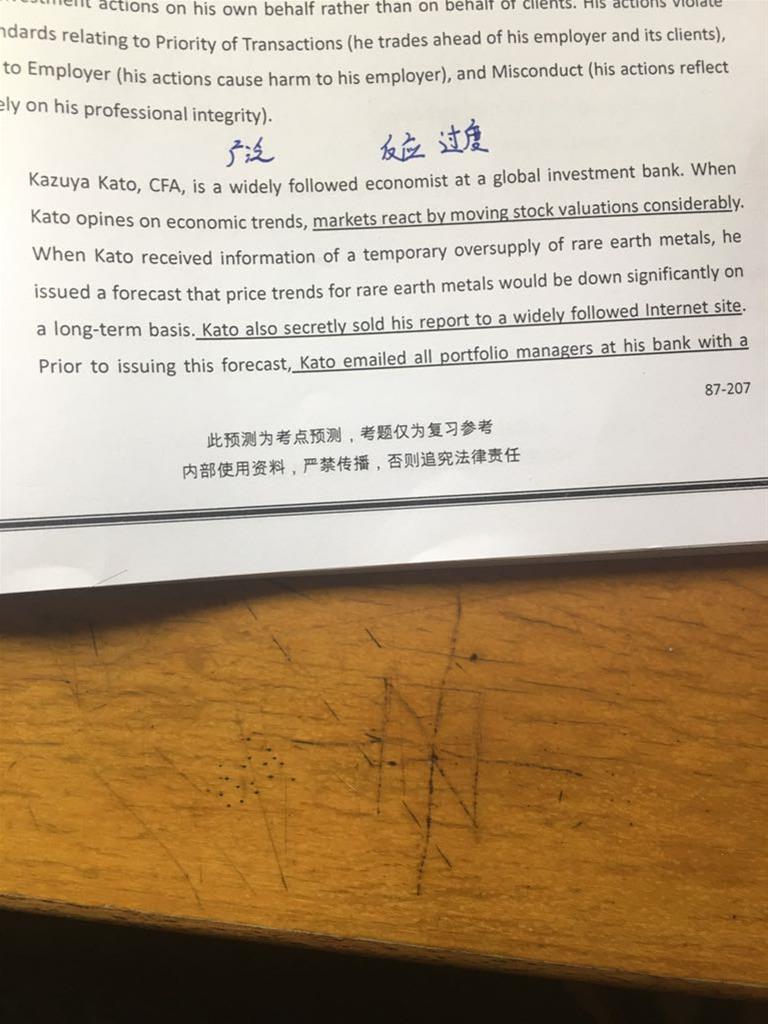 actions on his own behalf rather than on behalf of clients. His actions violate
relating to Priority of Transactions (he trades ahead of his employer and its clients),
to Employer (his actions cause harm to his employer), and Misconduct (his actions reflect
on his professional integrity).
广泛 反应 过度
Kazuya Kato, CFA, is a widely followed economist at a global investment bank. When
Kato opines on economic trends, markets react by moving stock valuations considerably.
When Kato received information of a temporary oversupply of rare earth metals, he
issued a forecast that price trends for rare earth metals would be down significantly on
a long-term basis. Kato also secretly sold his report to a widely followed Internet site.
Prior to issuing this forecast, Kato emailed all portfolio managers at his bank with a
87-207
此预测为考点预测，考题仅为复习参考
内部使用资料，严禁传播，否则追究法律责任